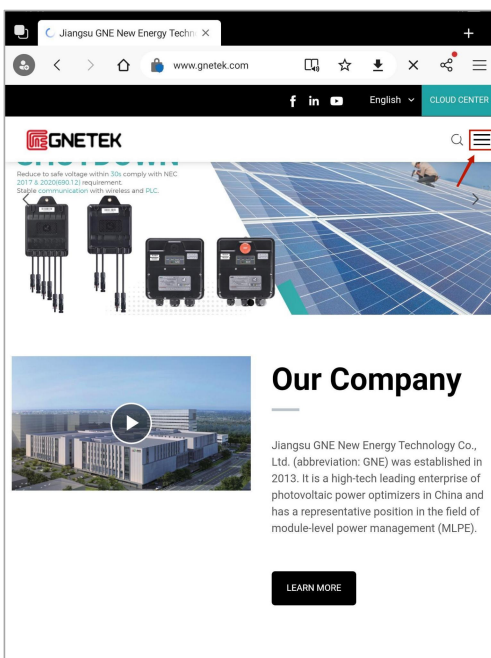 Jiangsu GNE New Energy Techn
www.gnetek.com
English
CLOUD CENTER
GNETEK
SHUTDOWN
Reduce to safe voltage within 30s comply with NEC
2017 & 2020(690.12) requirement.
Stable communication with wireless and PLC.
Our Company
Jiangsu GNE New Energy Technology Co.,
Ltd. (abbreviation: GNE) was established in
2013. It is a high-tech leading enterprise of
photovoltaic power optimizers in China and
has a representative position in the field of
module-level power management (MLPE).
LEARN MORE